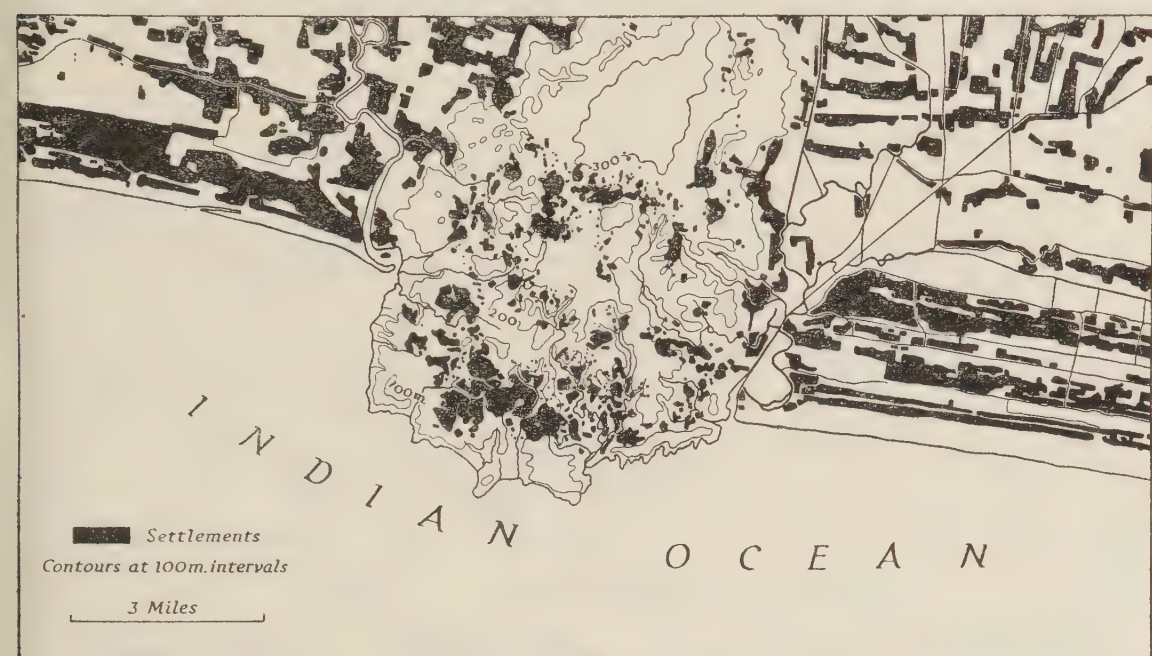 300
200
100m
INDIAN OCEAN
Settlements
Contours at 100m. intervals
3 Miles